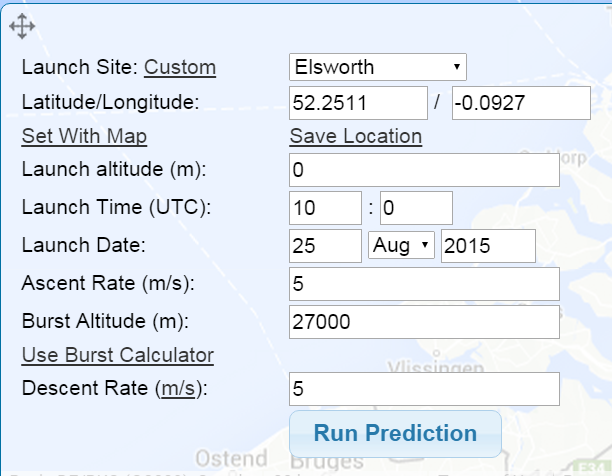 Launch Site: Custom Elsworth
Latitude/Longitude: 52.2511 / -0.0927
Set With Map Save Location
Launch altitude (m): 0
Launch Time (UTC): 10 : 0
Launch Date: 25 Aug 2015
Ascent Rate (m/s): 5
Burst Altitude (m): 27000
Use Burst Calculator
Vlissingen
Descent Rate (m/s): 5
Run Prediction
Ostend Bruges
E34